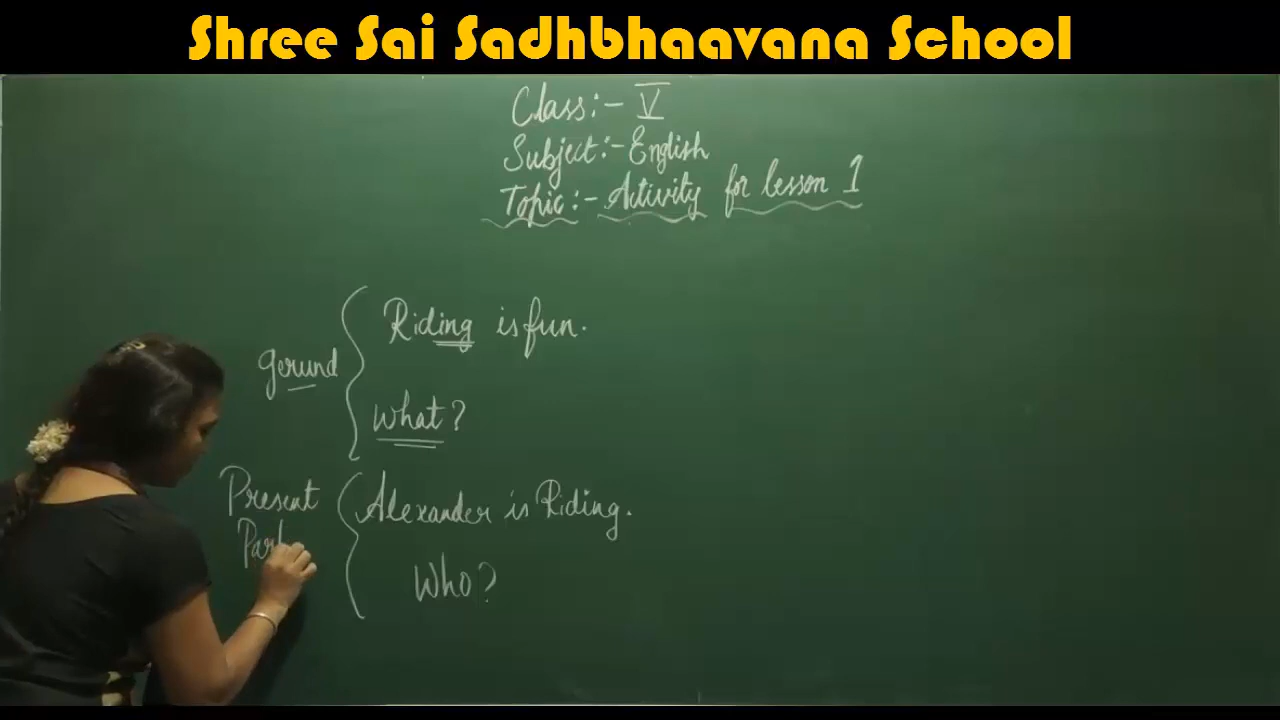 Shree Sai Sadhbhaavana School
Class:- V
Subject:- English
Topic:- Activity for lesson 1
Riding is fun.
gerund
What?
Present
Alexander is Riding.
Part
Who?